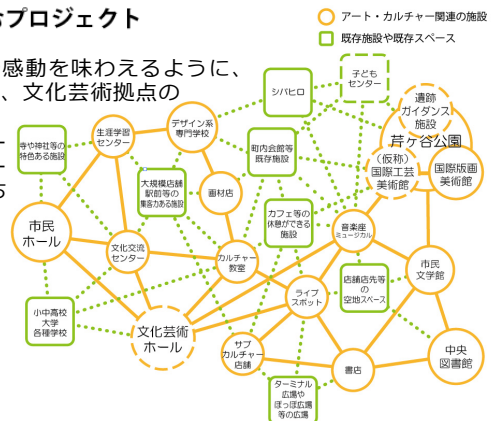 むプロジェクト
感動を味わえるように、
、文化芸術拠点の
アート・カルチャー関連の施設
既存施設や既存スペース
子ども
センター
シバヒロ
遺跡
ガイダンス
施設
芹ヶ谷公園
デザイン系
専門学校
生涯学習
センター
寺や神社等の
特色ある施設
町内会館等
既存施設
(仮称)
国際工芸
美術館
国際版画
美術館
大規模店舗
駅前等の
集客力ある施設
画材店
カフェ等の
休憩ができる
施設
音楽座
ミュージカル
市民
ホール
文化交流
センター
カルチャー
教室
市民
文学館
店舗店先等
の
空地スペース
ライブ
スポット
小中高校
大学
各種学校
文化芸術
ホール
サブ
カルチャー
店舗
中央
図書館
書店
ターミナル
広場や
ぽっぽ広場
等の広場